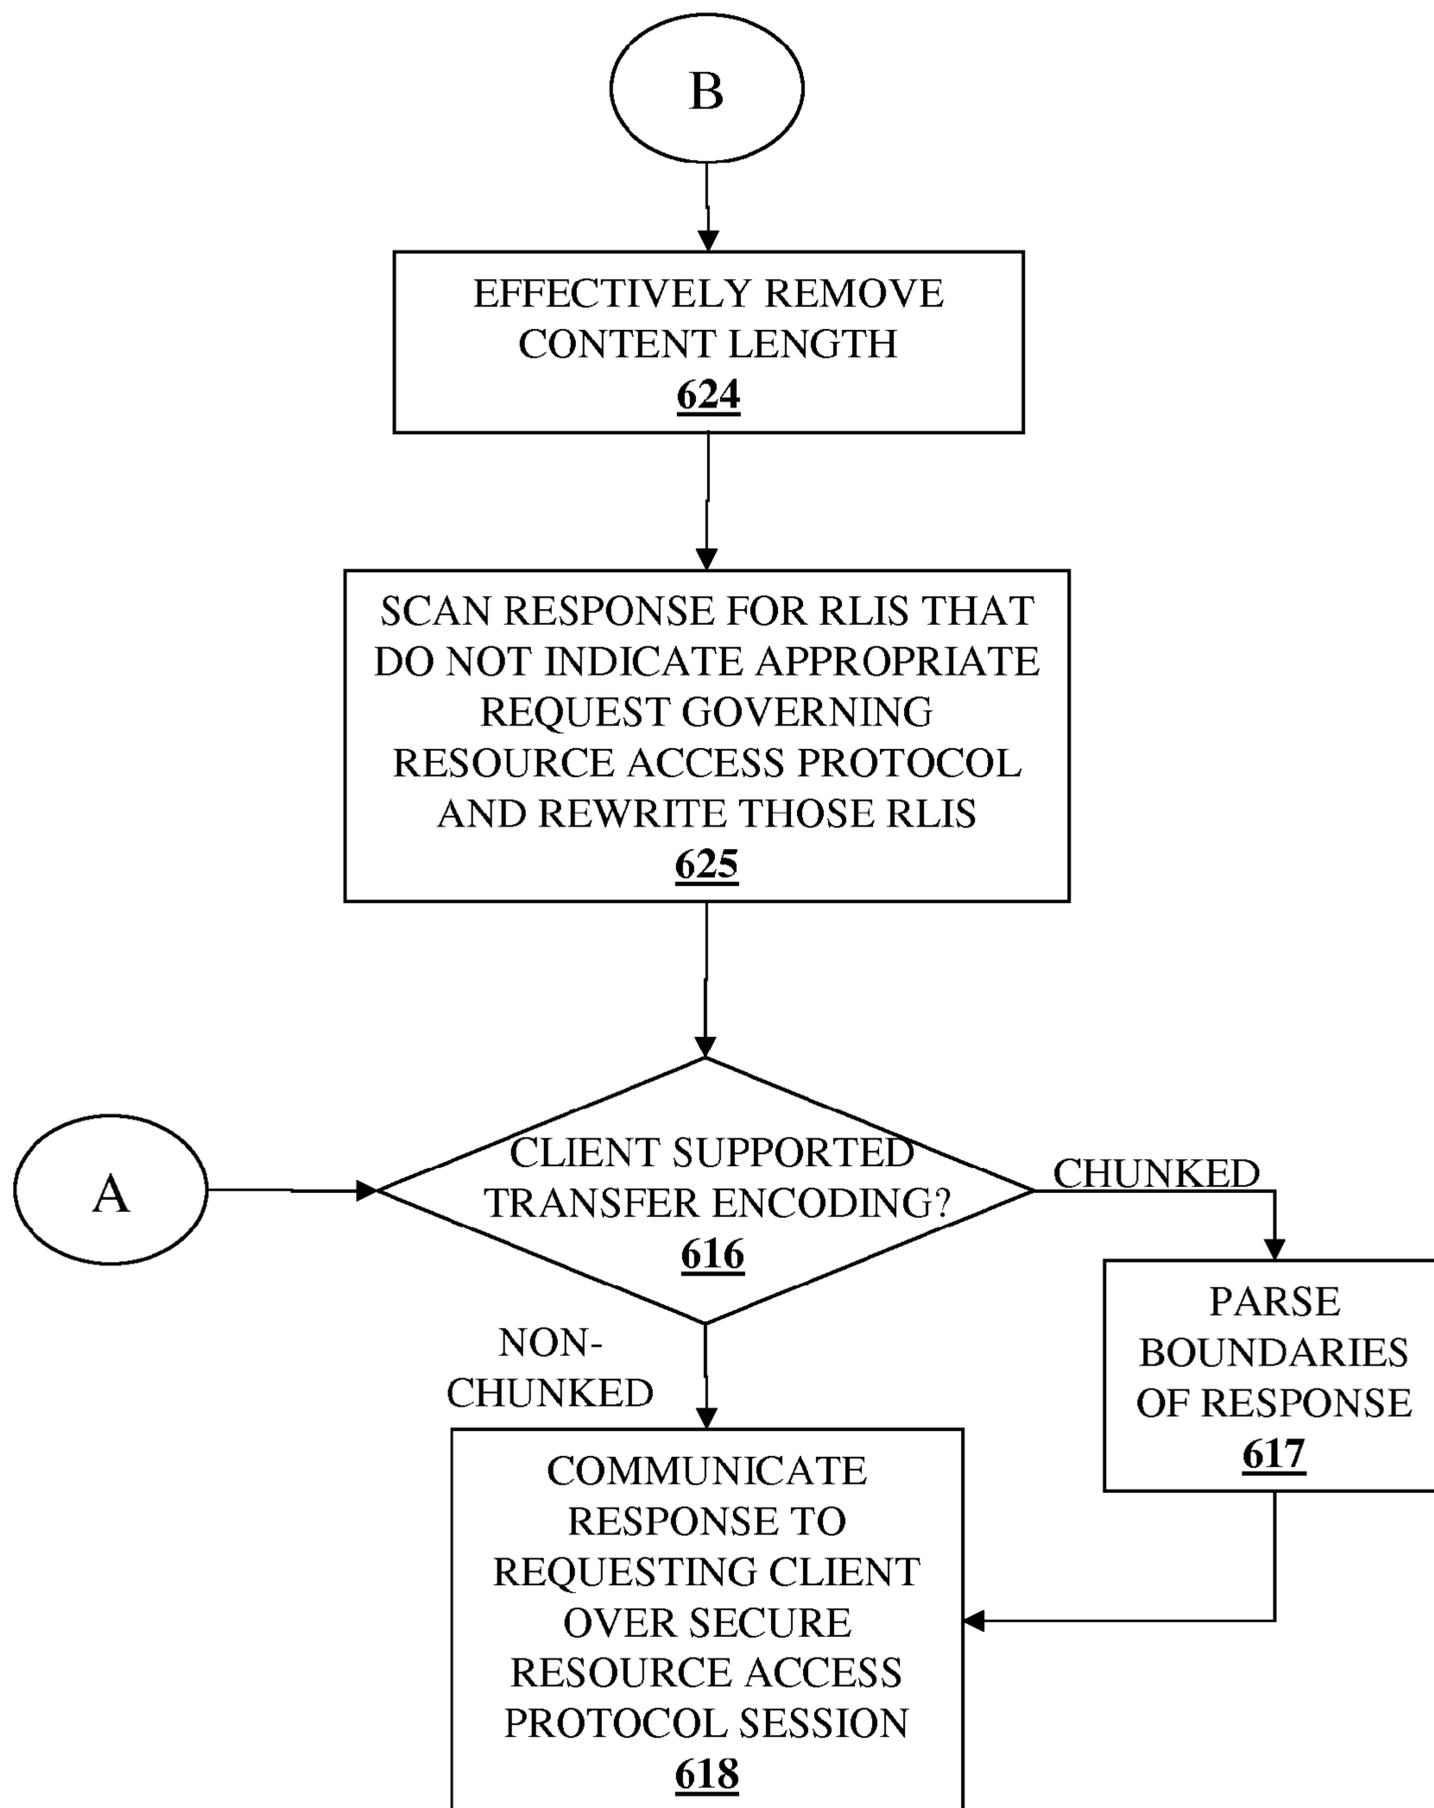 B
EFFECTIVELY REMOVE
CONTENT LENGTH
624
SCAN RESPONSE FOR RLIS THAT
DO NOT INDICATE APPROPRIATE
REQUEST GOVERNING
RESOURCE ACCESS PROTOCOL
AND REWRITE THOSE RLIS
625
A
CLIENT SUPPORTED
TRANSFER ENCODING?
616
CHUNKED
NON-
CHUNKED
PARSE
BOUNDARIES
OF RESPONSE
617
COMMUNICATE
RESPONSE TO
REQUESTING CLIENT
OVER SECURE
RESOURCE ACCESS
PROTOCOL SESSION
618